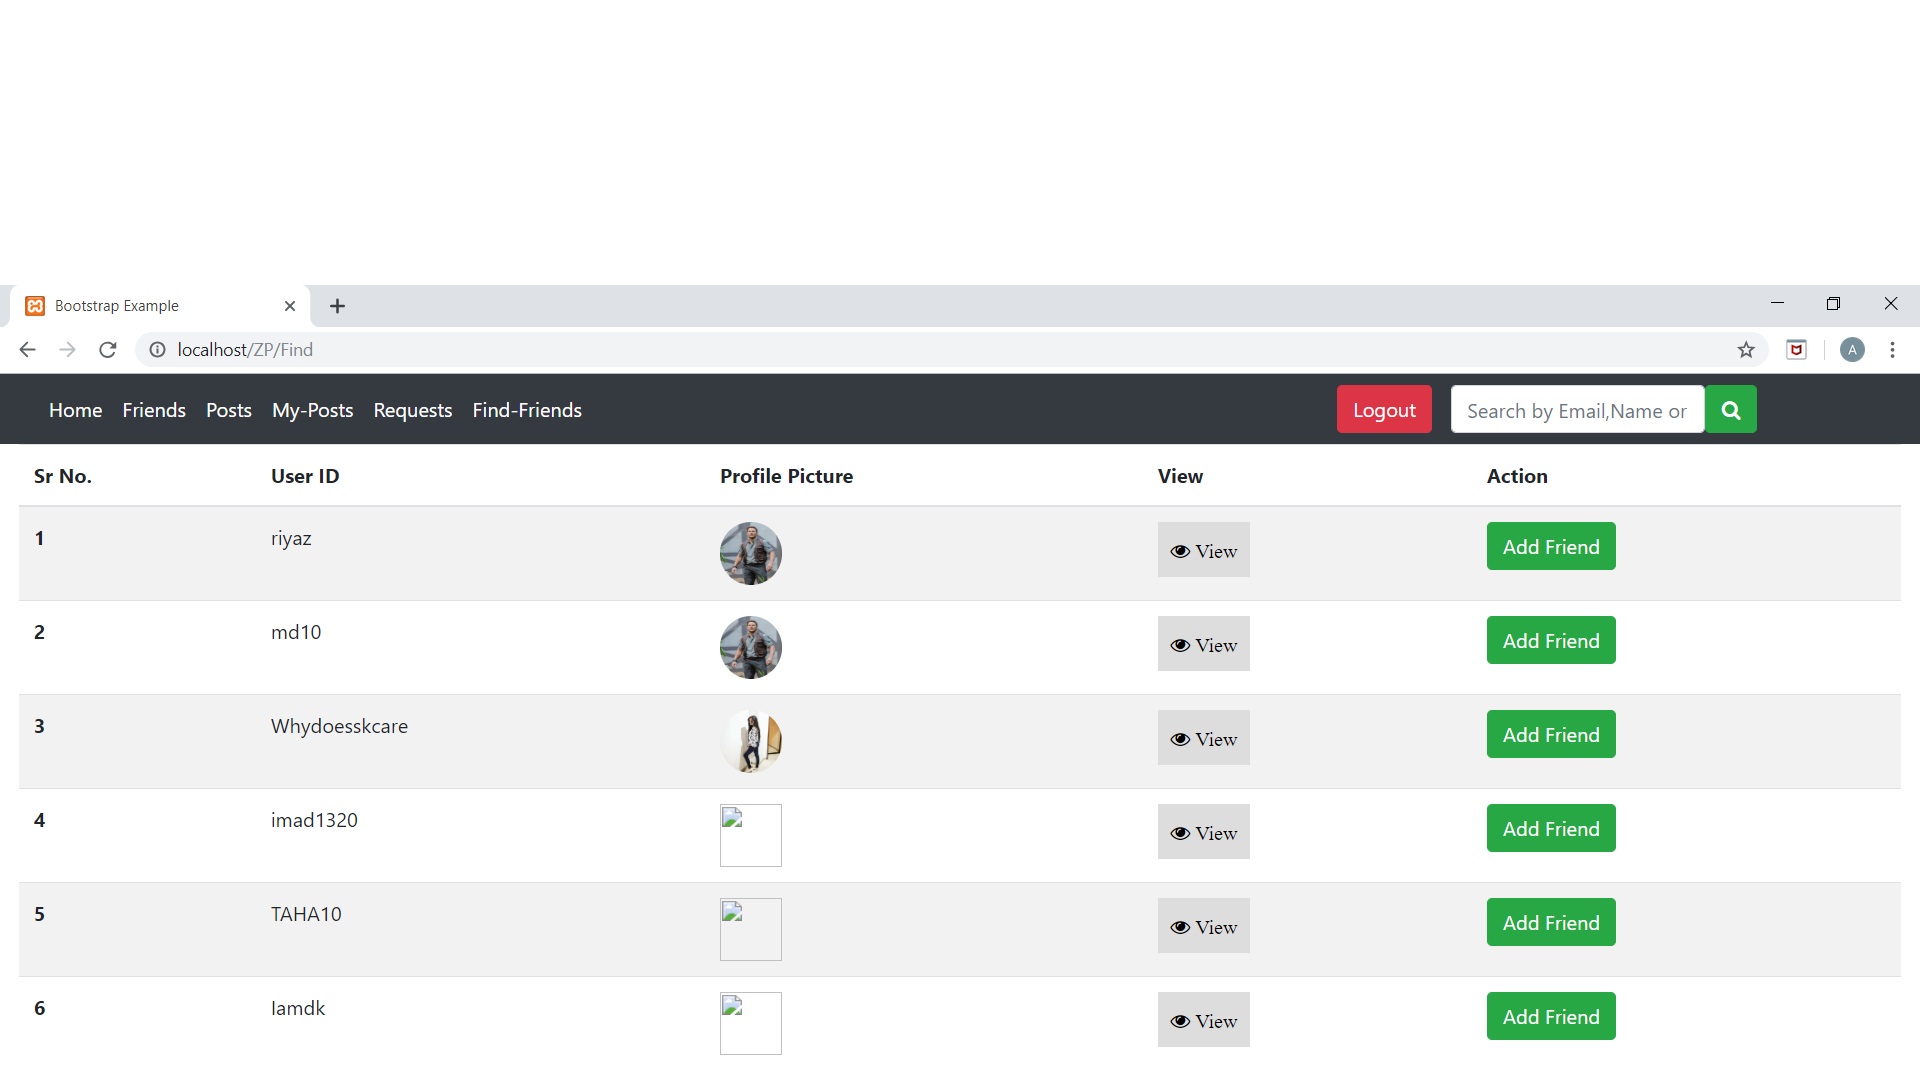 Bootstrap Example
localhost/ZP/Find
A
Home Friends Posts My-Posts Requests Find-Friends Logout Search by Email,Name or
Sr No. User ID Profile Picture View Action
1 riyaz View Add Friend
2 md10 View Add Friend
3 Whydoesskcare View Add Friend
4 imad1320 View Add Friend
5 TAHA10 View Add Friend
6 Iamdk View Add Friend